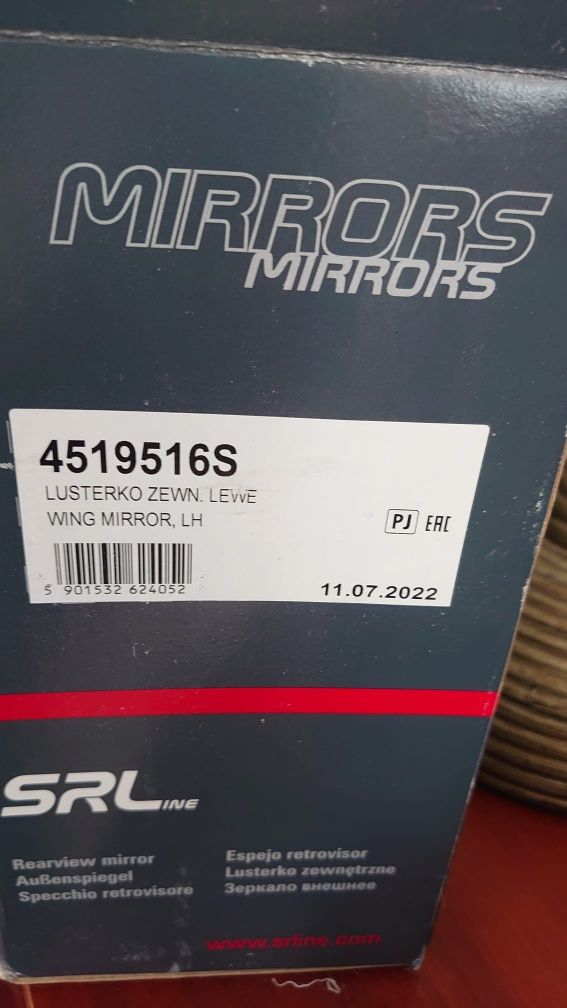 MIRRORS
MIRRORS
4519516S
LUSTERKO ZEWN. LEWE
WING MIRROR, LH
PJ EAC
5 901532 624052
11.07.2022
SRLINE
Rearview mirror
Außenspiegel
Specchio retrovisore
Espejo retrovisor
Lusterko zewnętrzne
Зеркало внешнее
www.srline.com